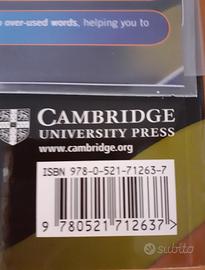 over-used words, helping you to
CAMBRIDGE
UNIVERSITY PRESS
www.cambridge.org
ISBN 978-0-521-71263-7
9 780521 712637 >
subito